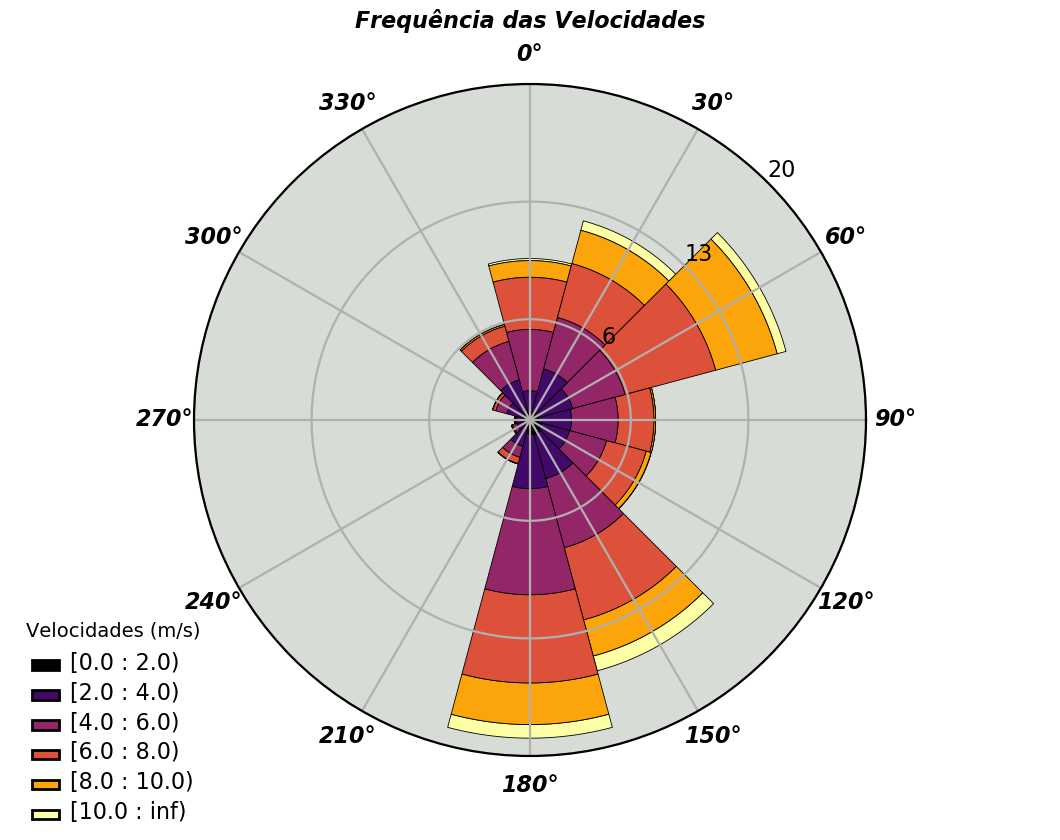 Frequência das Velocidades
0°
330°
30°
20
300°
60°
13
6
270°
90°
240°
120°
210°
150°
180°
Velocidades (m/s)
[0.0 : 2.0)
[2.0 : 4.0)
[4.0 : 6.0)
[6.0 : 8.0)
[8.0 : 10.0)
[10.0 : inf)